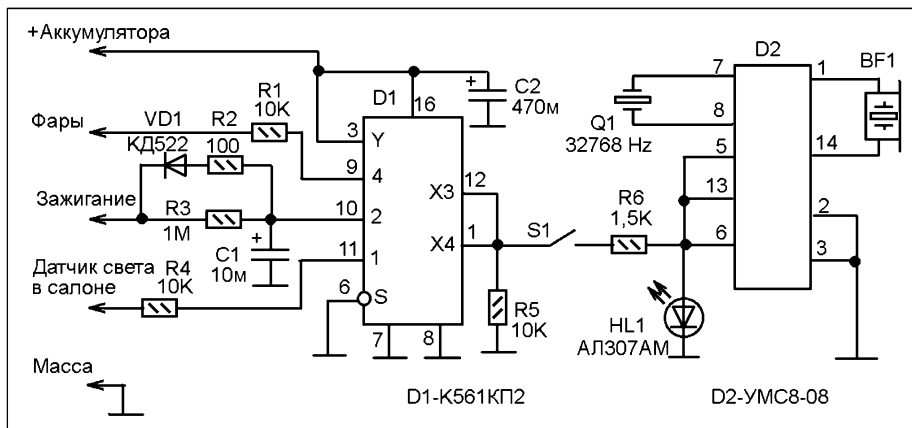 +Аккумулятора
Фары
VD1
КД522
R1
10K
R2
100
Зажигание
R3
1М
C1
+
10м
Датчик света
в салоне
R4
10K
Масса
D1
16
3
Y
9
4
10
2
11
1
6
S
7
8
X3
12
X4
1
+
C2
470м
R5
10K
S1
R6
1,5K
HL1
АЛ307АМ
Q1
32768 Hz
D2
7
8
5
13
6
1
14
2
3
BF1
D1-К561КП2
D2-УМС8-08